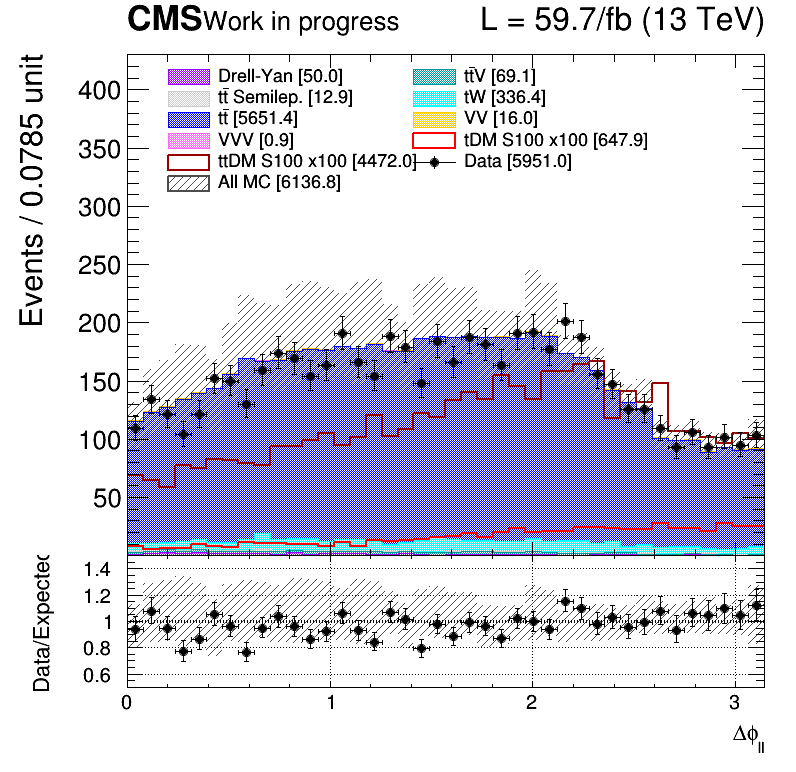 CMS Work in progress L = 59.7/fb (13 TeV)
Events / 0.0785 unit
400
350
300
250
200
150
100
50
Drell-Yan [50.0] tt̄V [69.1]
tt̄ Semilep. [12.9] tW [336.4]
tt̄ [5651.4] VV [16.0]
VVV [0.9] tDM S100 x100 [647.9]
ttDM S100 x100 [4472.0] Data [5951.0]
All MC [6136.8]
Data/Expected
1.4
1.2
1
0.8
0.6
0 1 2 3
Δϕ_ll